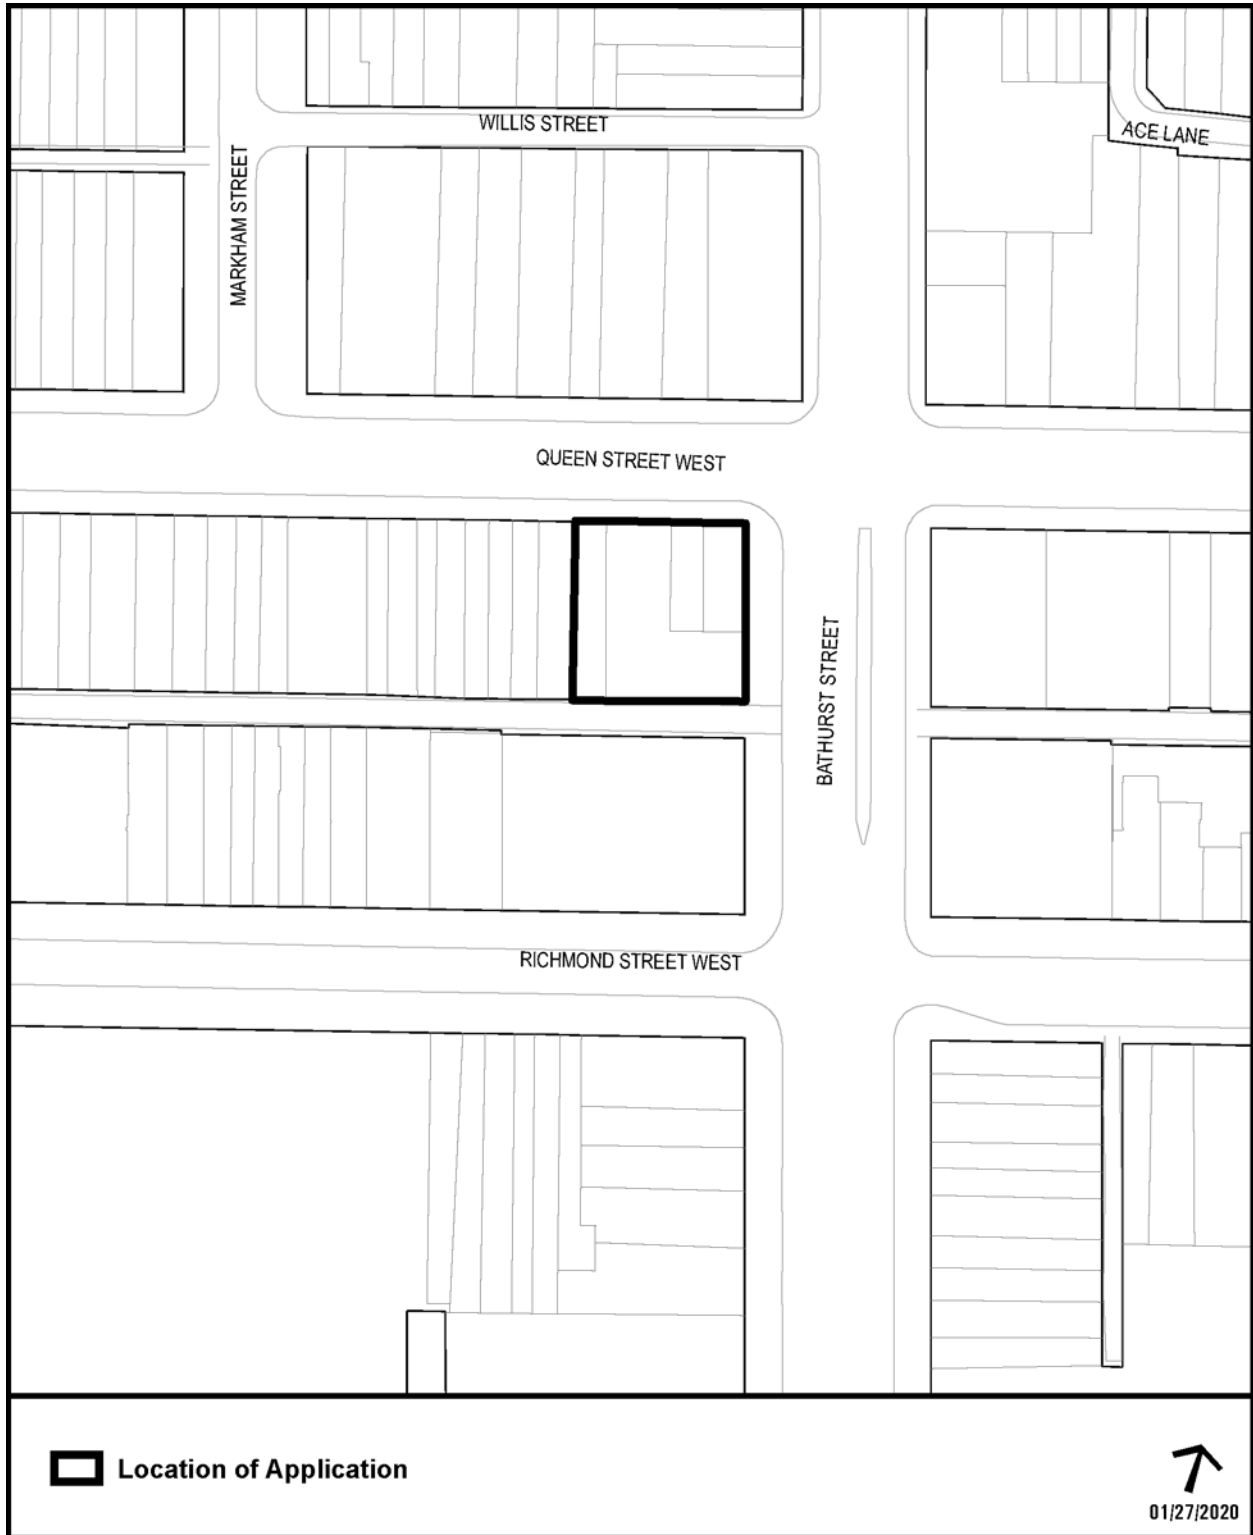 WILLIS STREET
ACE LANE
MARKHAM STREET
QUEEN STREET WEST
BATHURST STREET
RICHMOND STREET WEST
Location of Application
01/27/2020